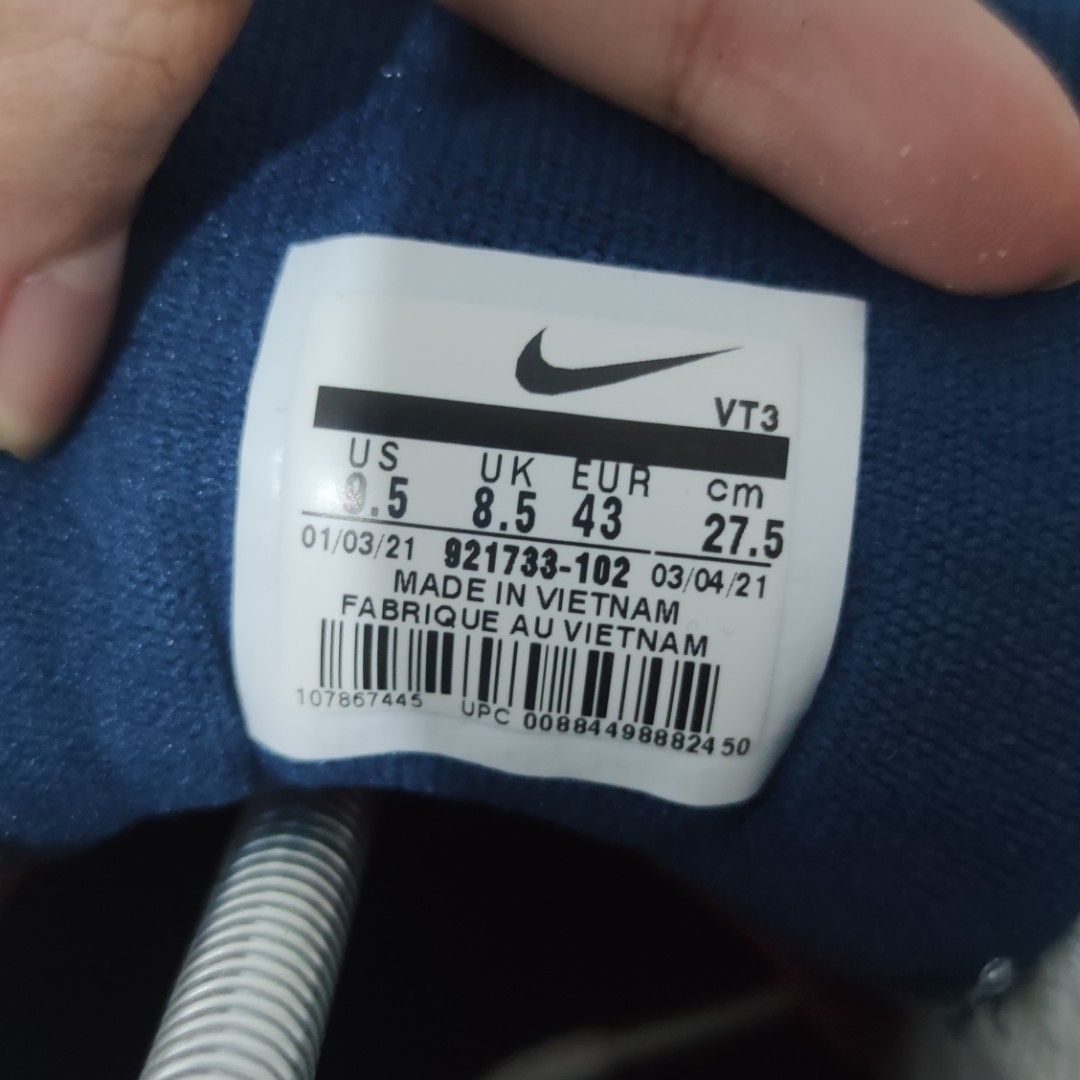 VT3
US UK EUR cm
9.5 8.5 43 27.5
01/03/21 921733-102 03/04/21
MADE IN VIETNAM
FABRIQUE AU VIETNAM
107867445 UPC 00884498882450